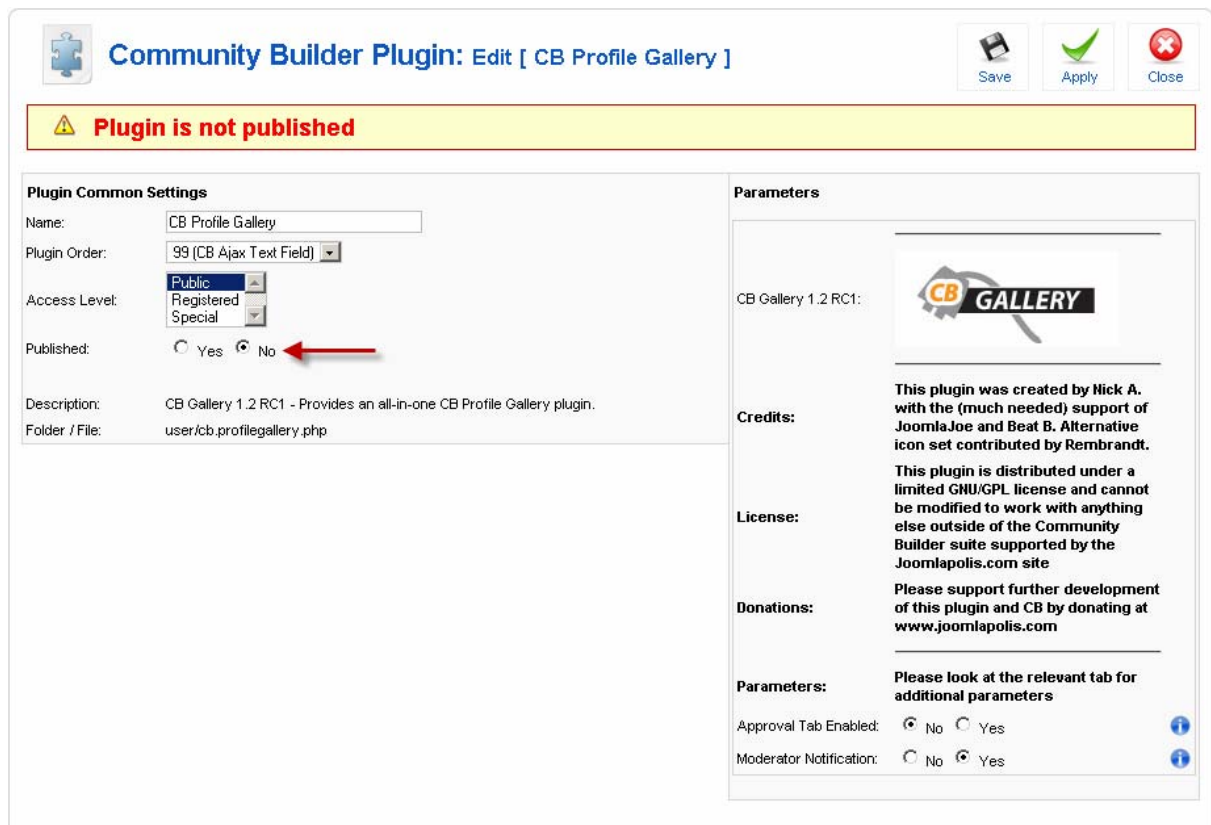 Community Builder Plugin: Edit [ CB Profile Gallery ]
Save
Apply
Close
Plugin is not published
Plugin Common Settings
Name: CB Profile Gallery
Plugin Order: 99 (CB Ajax Text Field)
Access Level: Public
Registered
Special
Published: Yes No
Description: CB Gallery 1.2 RC1 - Provides an all-in-one CB Profile Gallery plugin.
Folder / File: user/cb.profilegallery.php
Parameters
CB Gallery 1.2 RC1: CB GALLERY
Credits: This plugin was created by Nick A.
with the (much needed) support of
JoomlaJoe and Beat B. Alternative
icon set contributed by Rembrandt.
License: This plugin is distributed under a
limited GNU/GPL license and cannot
be modified to work with anything
else outside of the Community
Builder suite supported by the
Joomlapolis.com site
Donations: Please support further development
of this plugin and CB by donating at
www.joomlapolis.com
Parameters: Please look at the relevant tab for
additional parameters
Approval Tab Enabled: No Yes
Moderator Notification: No Yes